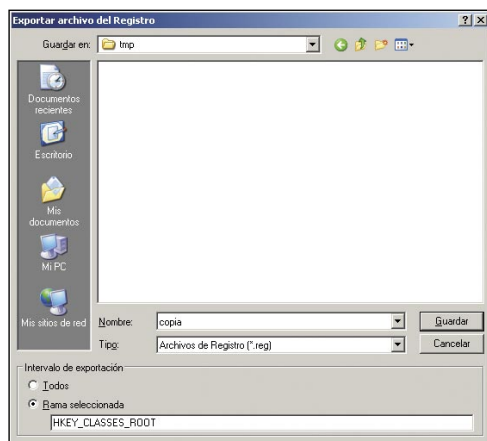 Exportar archivo del Registro
Guardar en: tmp
Documentos
recientes
Escritorio
Mis
documentos
Mi PC
Mis sitios de red
Nombre: copia Guardar
Tipo: Archivos de Registro (*.reg) Cancelar
Intervalo de exportación
Todos
Rama seleccionada
HKEY_CLASSES_ROOT